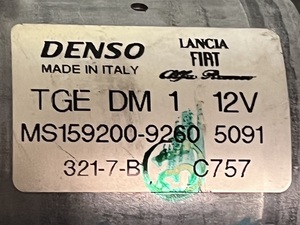 DENSO
MADE IN ITALY
LANCIA
FIAT
Alfa Romeo
TGE DM 1 12V
MS159200-9260 5091
321-7-B C757